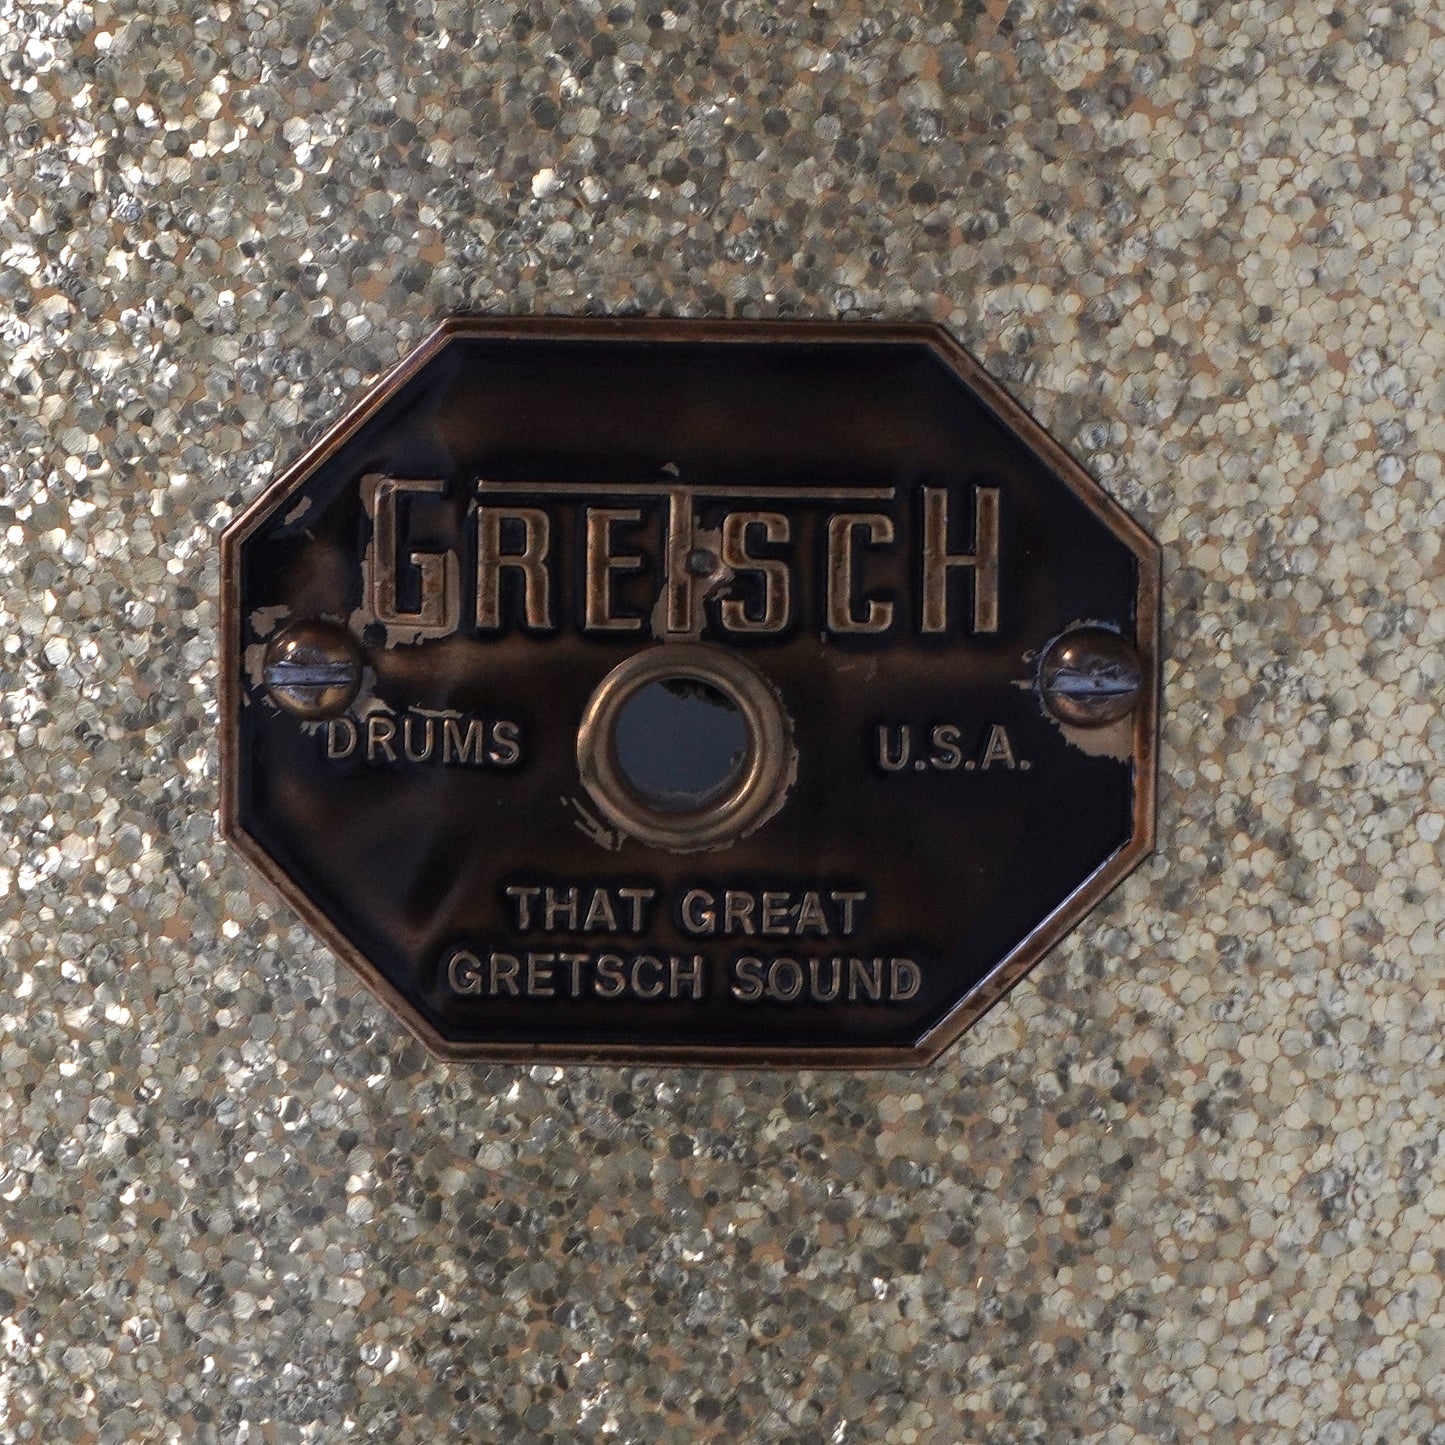 GRETSCH
DRUMS U.S.A.
THAT GREAT
GRETSCH SOUND